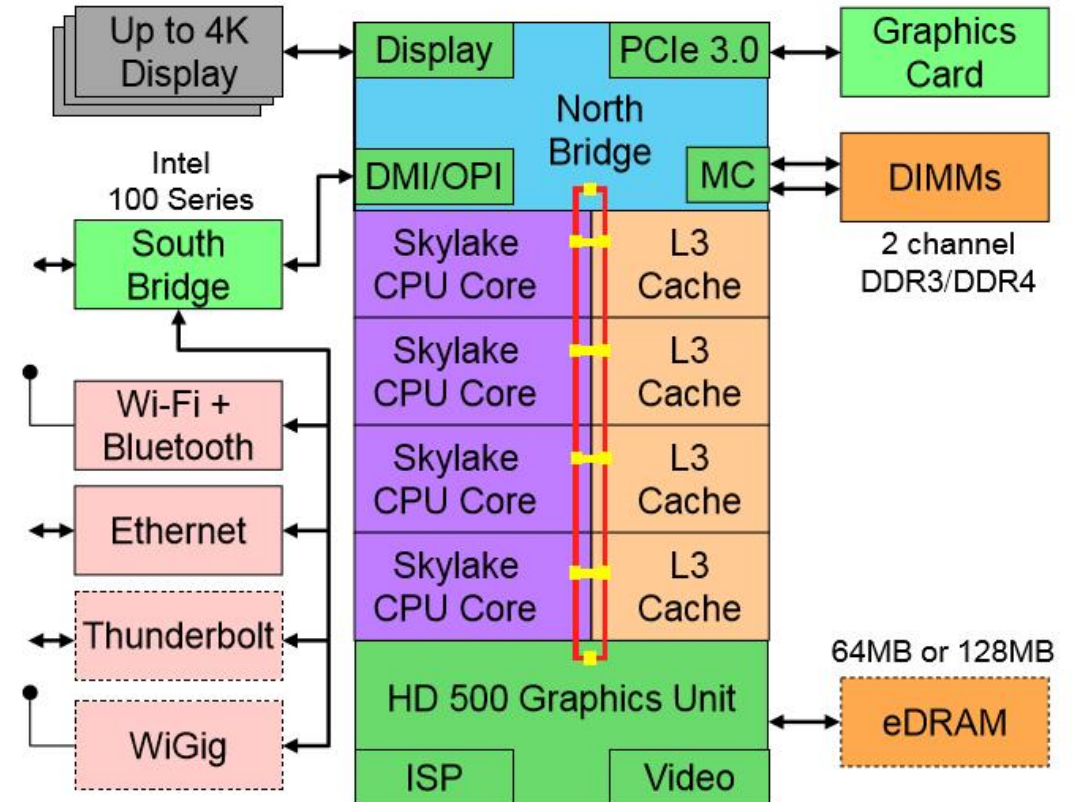 Up to 4K
Display
Display
PCIe 3.0
Graphics
Card
North
Bridge
Intel
100 Series
DMI/OPI
MC
DIMMs
2 channel
DDR3/DDR4
South
Bridge
Skylake
CPU Core
L3
Cache
Skylake
CPU Core
L3
Cache
Skylake
CPU Core
L3
Cache
Skylake
CPU Core
L3
Cache
Wi-Fi +
Bluetooth
Ethernet
Thunderbolt
WiGig
HD 500 Graphics Unit
ISP
Video
64MB or 128MB
eDRAM